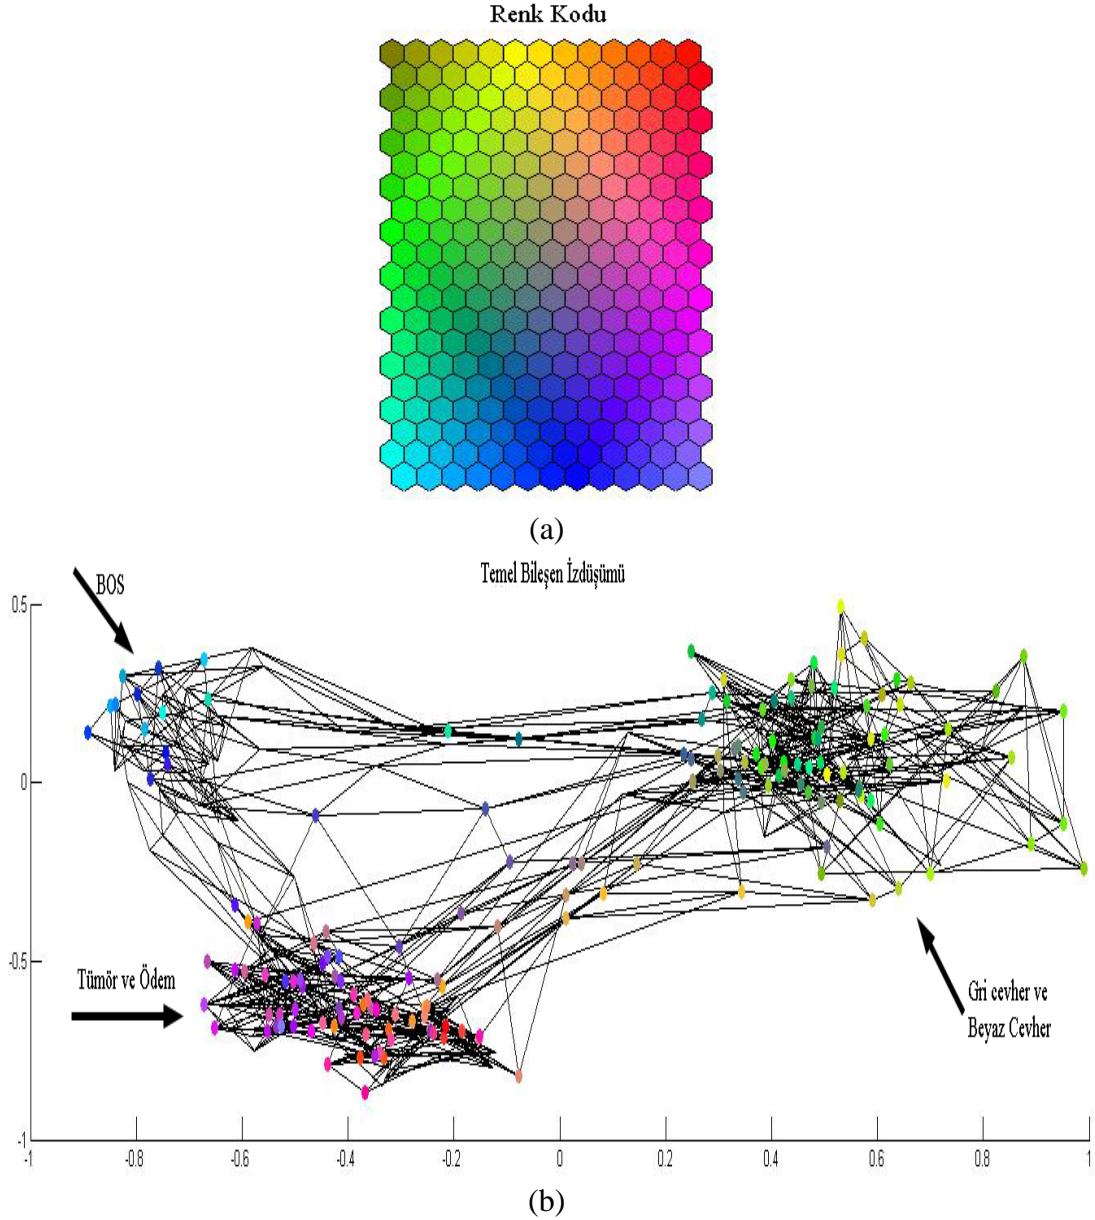 Renk Kodu
(a)
BOS
Temel Bileşen İzdüşümü
0.5
0
Tümör ve Ödem
-0.5
Gri cevher ve
Beyaz Cevher
-1
-1 -0.8 -0.6 -0.4 -0.2 0 0.2 0.4 0.6 0.8 1
(b)